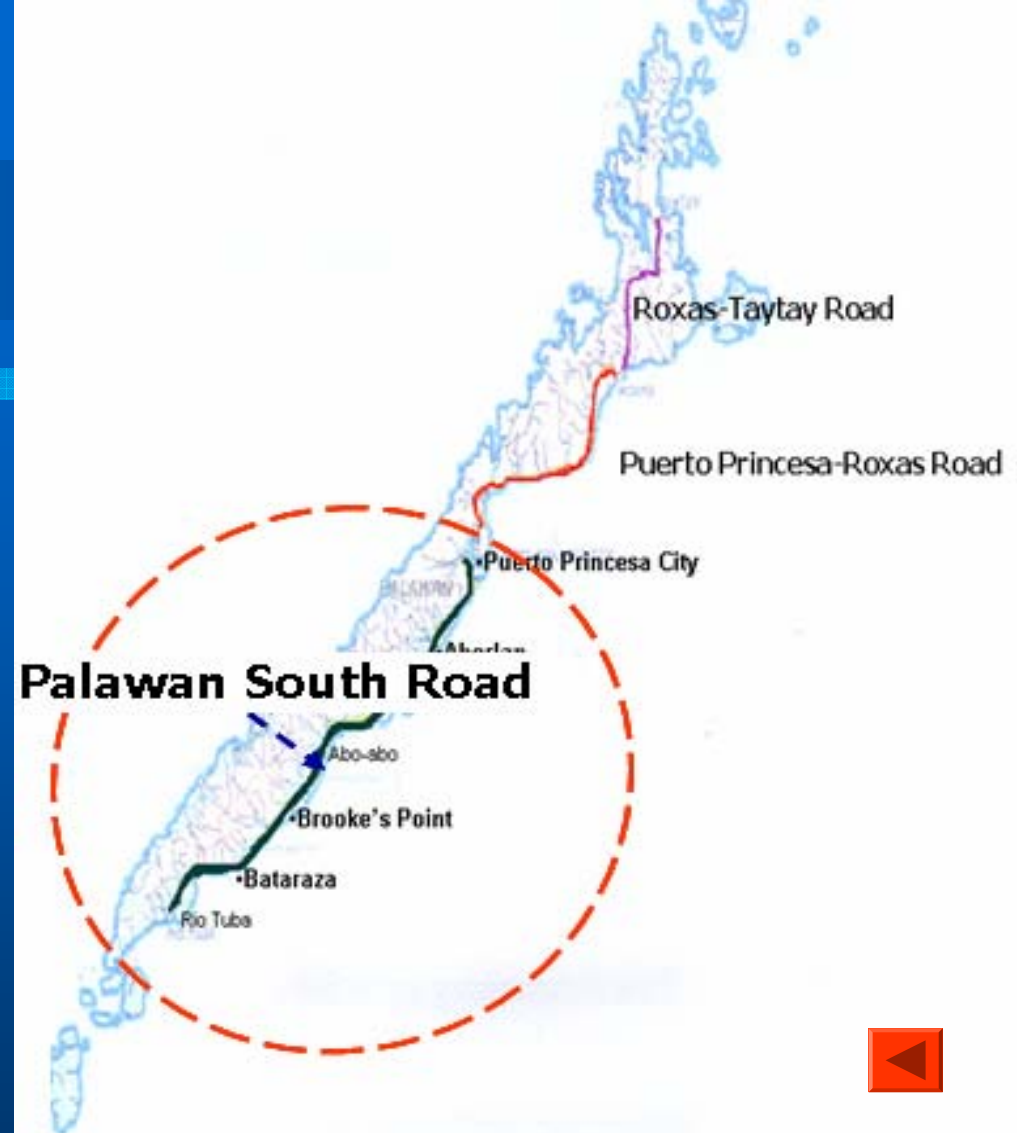 Roxas-Taytay Road
Puerto Princesa-Roxas Road
•Puerto Princesa City
Palawan South Road
Abo-abo
•Brooke's Point
•Bataraza
Rio Tuba